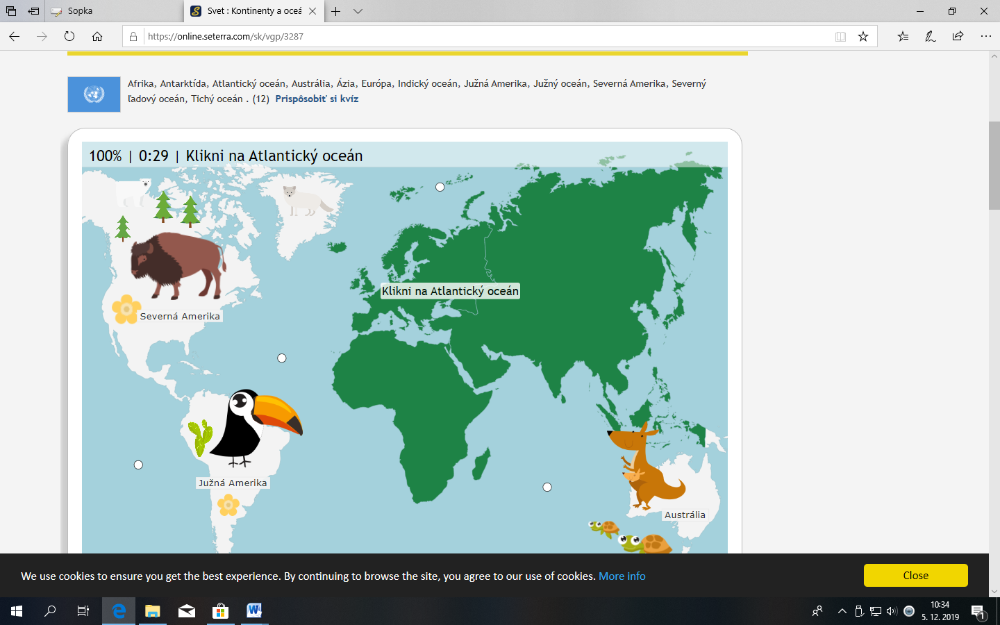 Sopka
Svet : Kontinenty a oceá
https://online.seterra.com/sk/vgp/3287
Afrika, Antarktída, Atlantický oceán, Austrália, Ázia, Európa, Indický oceán, Južná Amerika, Južný oceán, Severná Amerika, Severný
ľadový oceán, Tichý oceán . (12) Prispôsobiť si kvíz
100% | 0:29 | Klikni na Atlantický oceán
Klikni na Atlantický oceán
Severná Amerika
Južná Amerika
Austrália
We use cookies to ensure you get the best experience. By continuing to browse the site, you agree to our use of cookies. More info
Close
10:34
5. 12. 2019
1